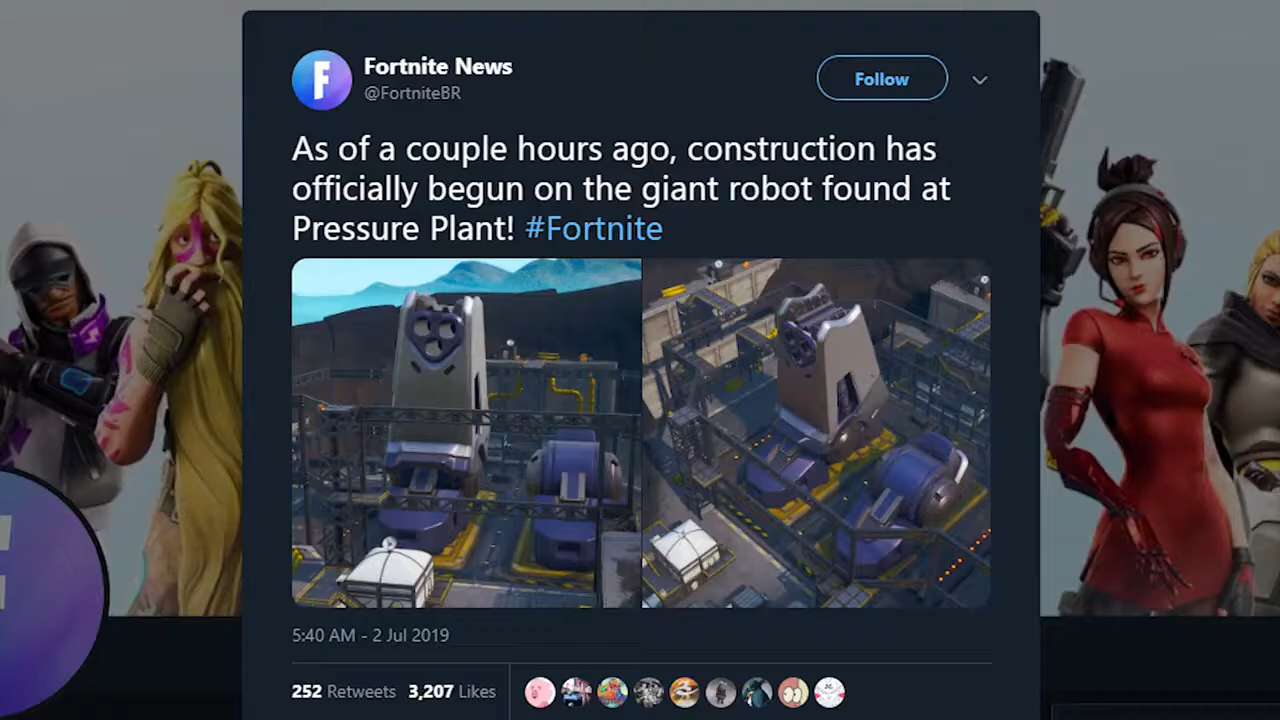 Fortnite News
@FortniteBR
Follow
As of a couple hours ago, construction has
officially begun on the giant robot found at
Pressure Plant! #Fortnite
5:40 AM - 2 Jul 2019
252 Retweets 3,207 Likes